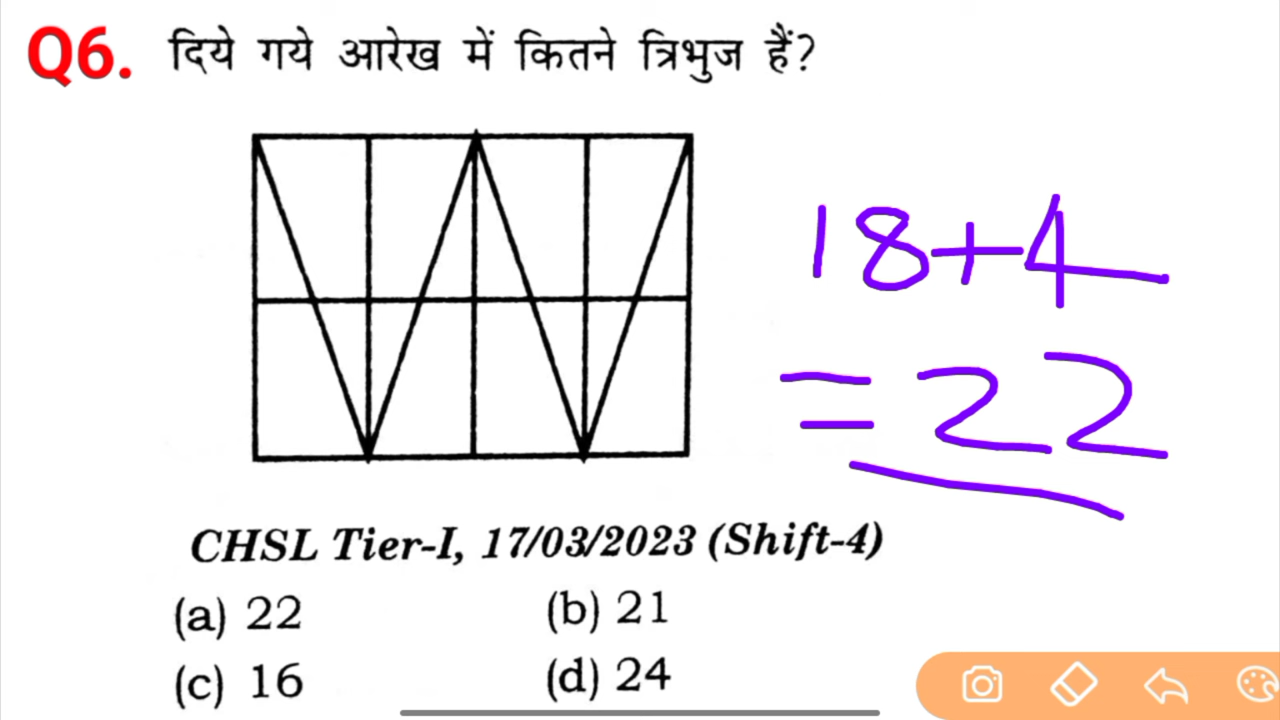 Q6. दिये गये आरेख में कितने त्रिभुज हैं?
18+4
=22
CHSL Tier-I, 17/03/2023 (Shift-4)
(a) 22 (b) 21
(c) 16 (d) 24